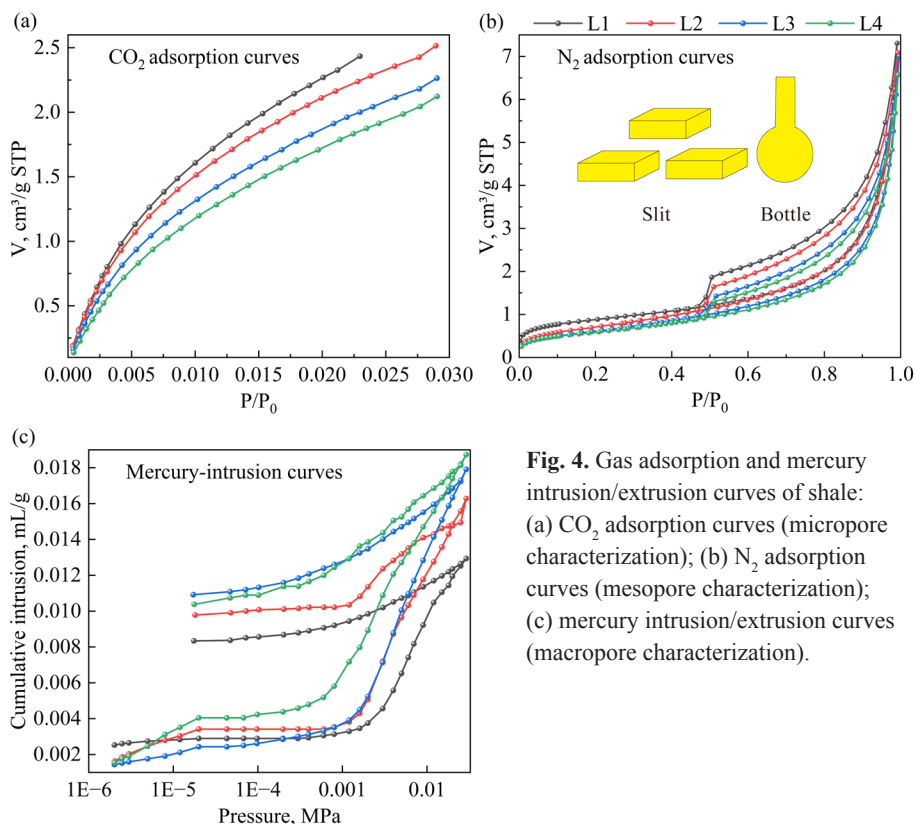 (a)
CO₂ adsorption curves
V, cm³/g STP
2.5
2.0
1.5
1.0
0.5
0.000 0.005 0.010 0.015 0.020 0.025 0.030
P/P₀
(b)
L1 L2 L3 L4
N₂ adsorption curves
V, cm³/g STP
7
6
5
4
3
2
1
0
Slit Bottle
0.0 0.2 0.4 0.6 0.8 1.0
P/P₀
(c)
Mercury-intrusion curves
Cumulative intrusion, mL/g
0.018
0.016
0.014
0.012
0.010
0.008
0.006
0.004
0.002
1E−6 1E−5 1E−4 0.001 0.01
Pressure, MPa
Fig. 4. Gas adsorption and mercury
intrusion/extrusion curves of shale:
(a) CO₂ adsorption curves (micropore
characterization); (b) N₂ adsorption
curves (mesopore characterization);
(c) mercury intrusion/extrusion curves
(macropore characterization).